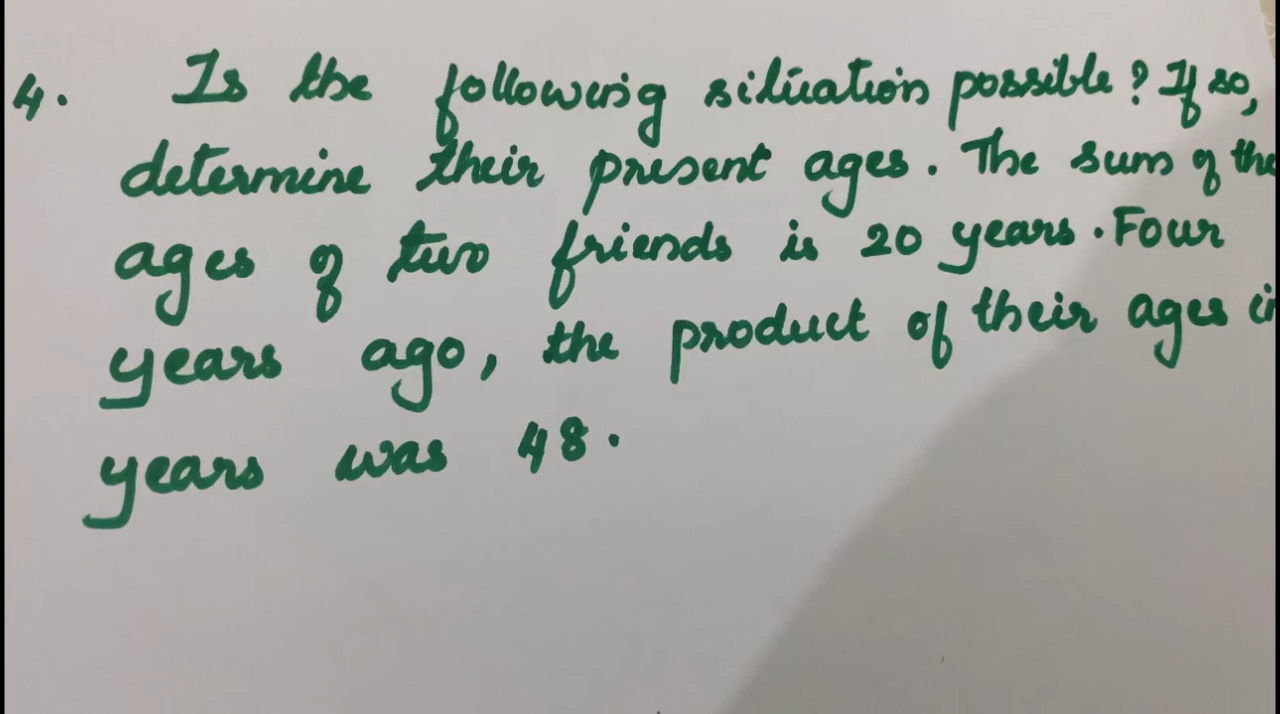 4. Is the following situation possible? If so,
determine their present ages. The sum of the
ages of two friends is 20 years. Four
years ago, the product of their ages in
years was 48.